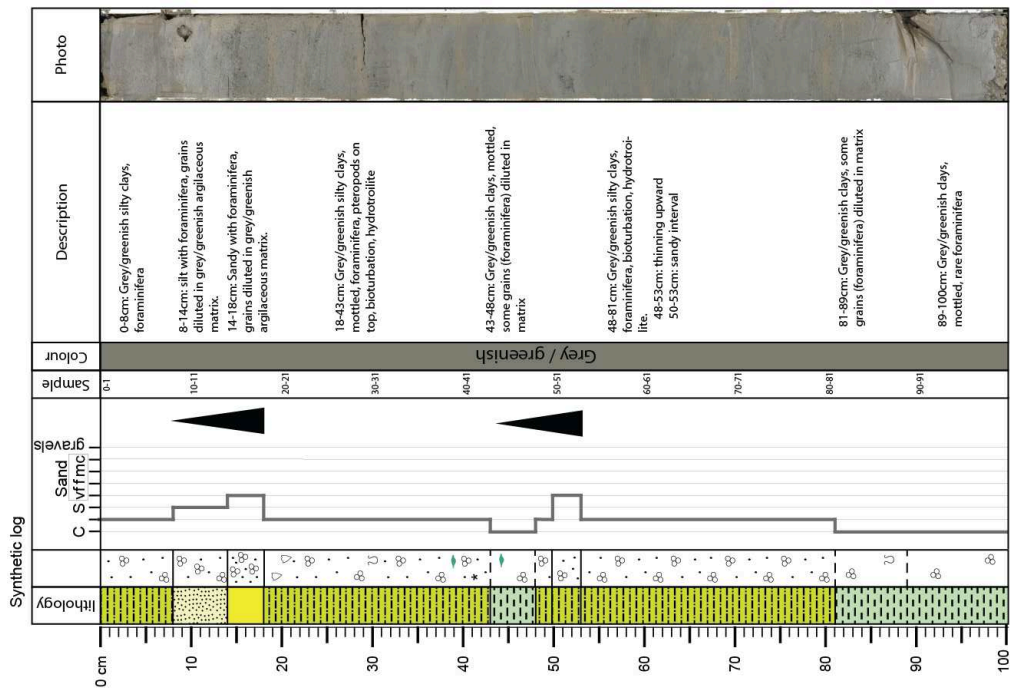 Photo
Description
0-8cm: Grey/greenish silty clays,
foraminifera
8-14cm: silt with foraminifera, grains
diluted in grey/greenish argilaceous
matrix.
14-18cm: Sandy with foraminifera,
grains diluted in grey/greenish
argilaceous matrix.
18-43cm: Grey/greenish silty clays,
mottled, foraminifera, pteropods on
top, bioturbation, hydrotroilite
43-48cm: Grey/greenish clays, mottled,
some grains (foraminifera) diluted in
matrix
48-81cm: Grey/greenish silty clays,
foraminifera, bioturbation, hydrotroi-
lite.
48-53cm: thinning upward
50-53cm: sandy interval
81-89cm: Grey/greenish clays, some
grains (foraminifera) diluted in matrix
89-100cm: Grey/greenish clays,
mottled, rare foraminifera
Colour
Grey / greenish
Sample
0-1
10-11
20-21
30-31
40-41
50-51
60-61
70-71
80-81
90-91
Synthetic log
gravels
Sand
vf f m c
S
C
lithology
0 cm
10
20
30
40
50
60
70
80
90
100